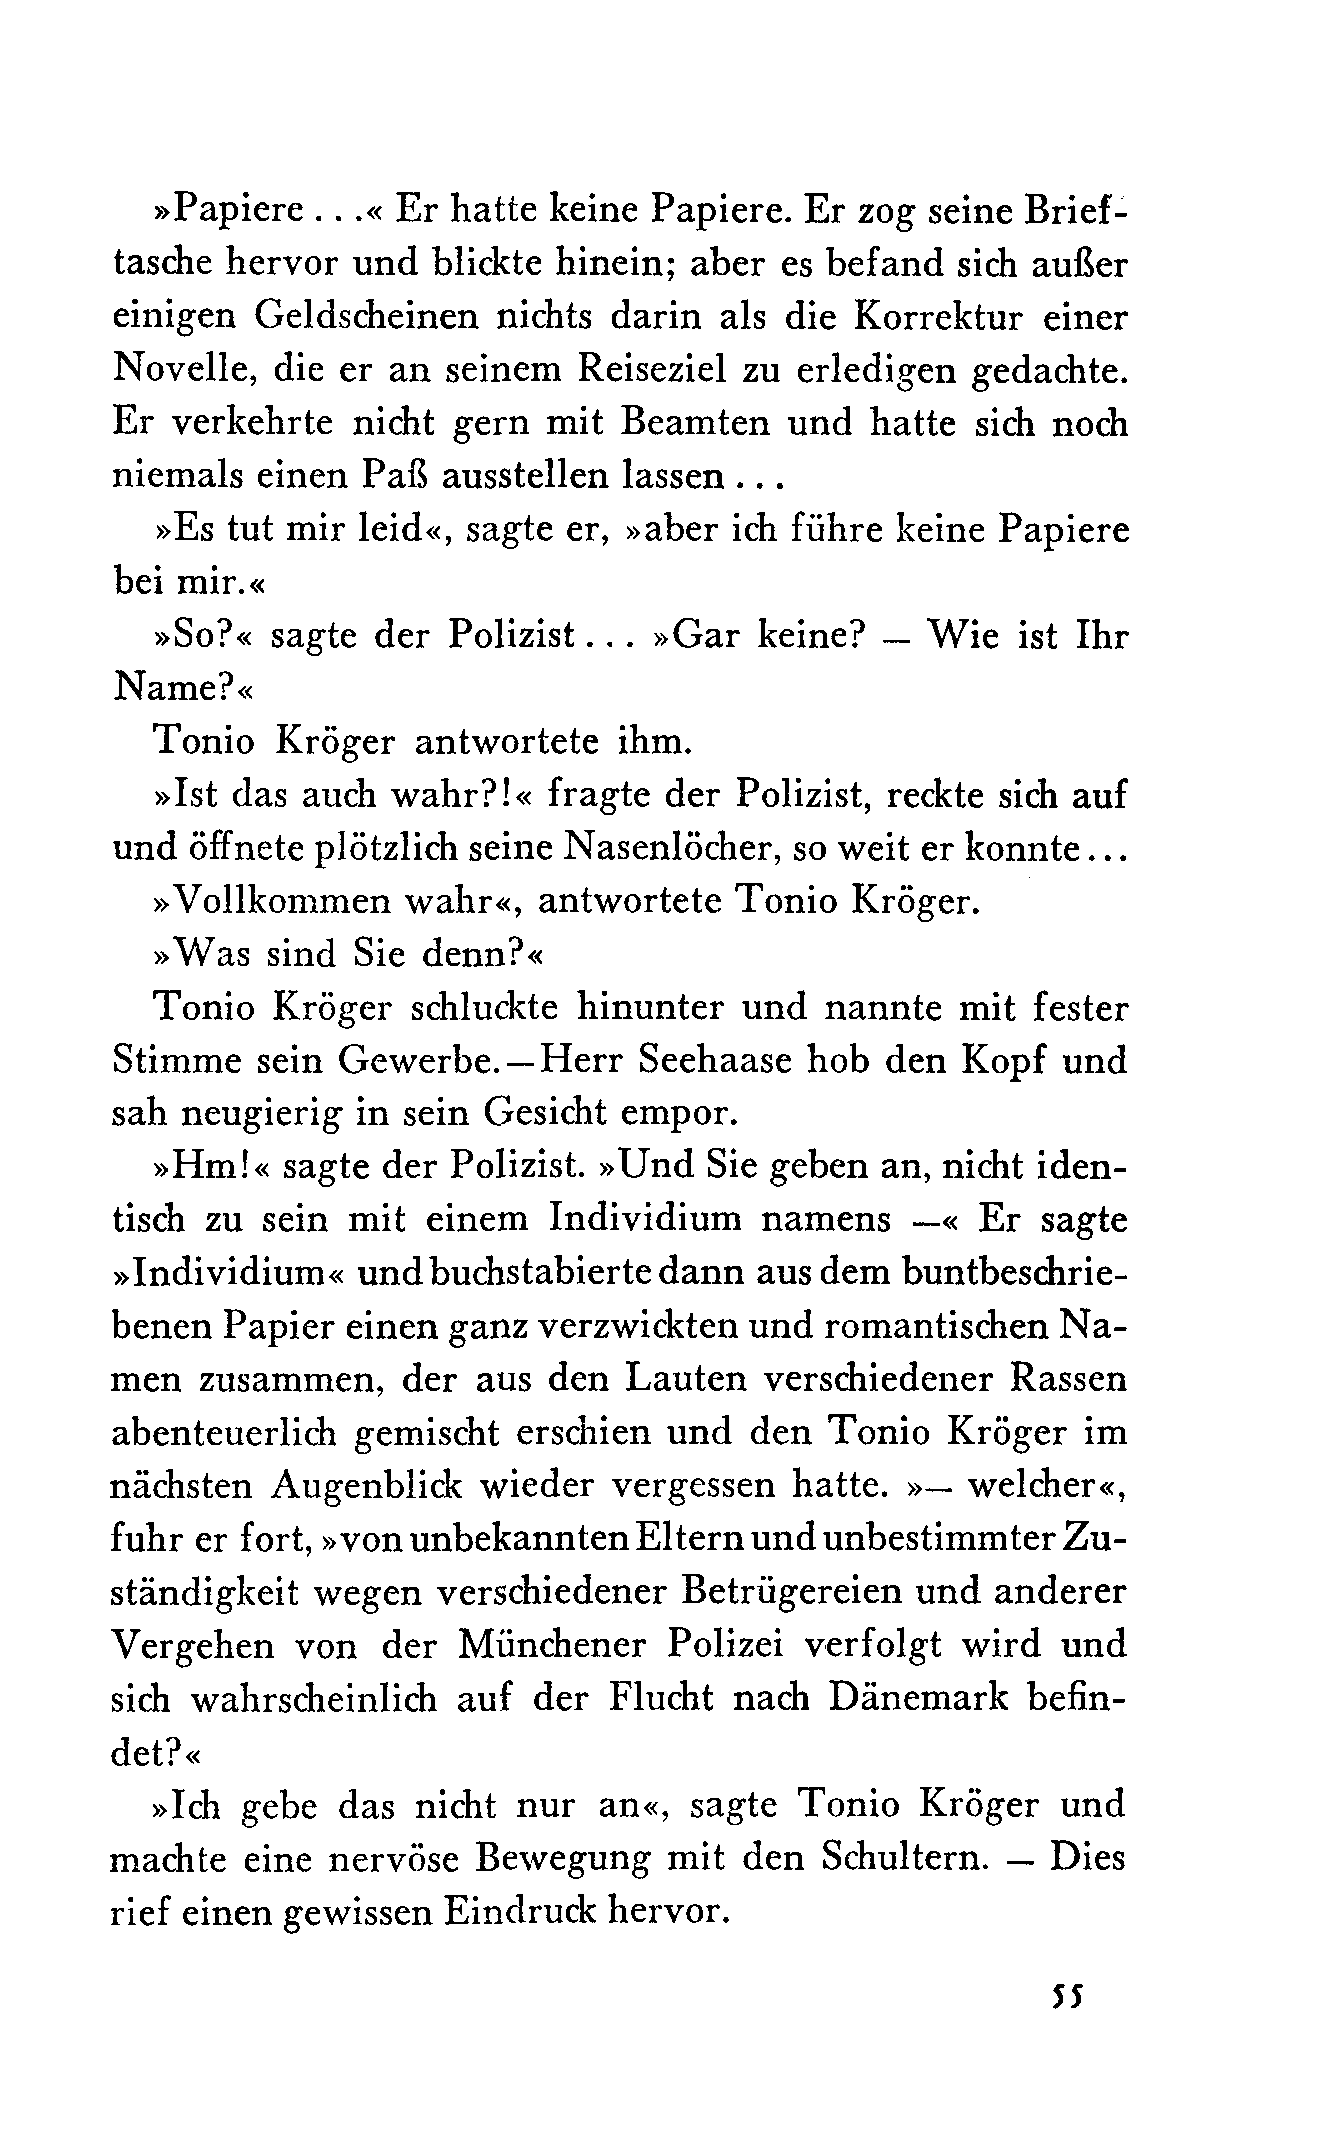 »Papiere . . .« Er hatte keine Papiere. Er zog seine Brief-
tasche hervor und blickte hinein; aber es befand sich außer
einigen Geldscheinen nichts darin als die Korrektur einer
Novelle, die er an seinem Reiseziel zu erledigen gedachte.
Er verkehrte nicht gern mit Beamten und hatte sich noch
niemals einen Paß ausstellen lassen . . .
»Es tut mir leid«, sagte er, »aber ich führe keine Papiere
bei mir.«
»So?« sagte der Polizist . . . »Gar keine? — Wie ist Ihr
Name?«
Tonio Kröger antwortete ihm.
»Ist das auch wahr?!« fragte der Polizist, reckte sich auf
und öffnete plötzlich seine Nasenlöcher, so weit er konnte . . .
»Vollkommen wahr«, antwortete Tonio Kröger.
»Was sind Sie denn?«
Tonio Kröger schluckte hinunter und nannte mit fester
Stimme sein Gewerbe. — Herr Seehaase hob den Kopf und
sah neugierig in sein Gesicht empor.
»Hm!« sagte der Polizist. »Und Sie geben an, nicht iden-
tisch zu sein mit einem Individium namens —« Er sagte
»Individium« und buchstabierte dann aus dem buntbeschrie-
benen Papier einen ganz verzwickten und romantischen Na-
men zusammen, der aus den Lauten verschiedener Rassen
abenteuerlich gemischt erschien und den Tonio Kröger im
nächsten Augenblick wieder vergessen hatte. »— welcher«,
fuhr er fort, »von unbekannten Eltern und unbestimmter Zu-
ständigkeit wegen verschiedener Betrügereien und anderer
Vergehen von der Münchener Polizei verfolgt wird und
sich wahrscheinlich auf der Flucht nach Dänemark befin-
det?«
»Ich gebe das nicht nur an«, sagte Tonio Kröger und
machte eine nervöse Bewegung mit den Schultern. — Dies
rief einen gewissen Eindruck hervor.
55